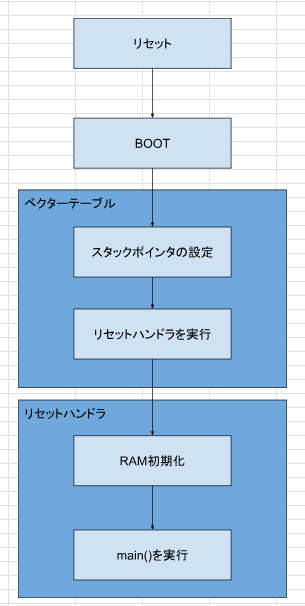 リセット
BOOT
ベクターテーブル
スタックポインタの設定
リセットハンドラを実行
リセットハンドラ
RAM初期化
main()を実行